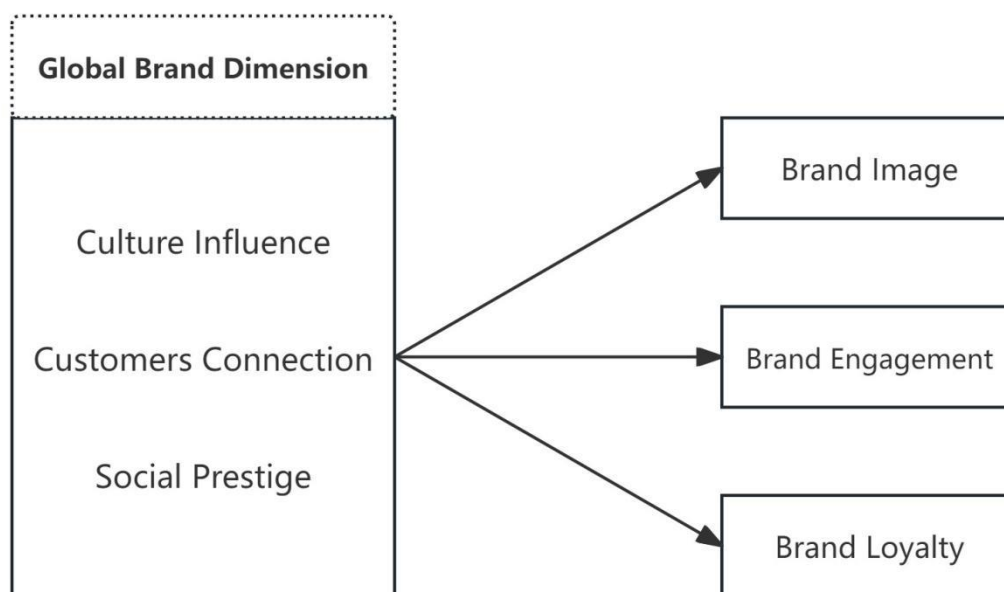 Global Brand Dimension
Culture Influence
Customers Connection
Social Prestige
Brand Image
Brand Engagement
Brand Loyalty